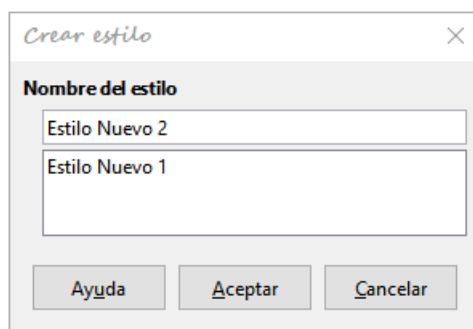 Crear estilo
Nombre del estilo
Estilo Nuevo 2
Estilo Nuevo 1
Ayuda Aceptar Cancelar